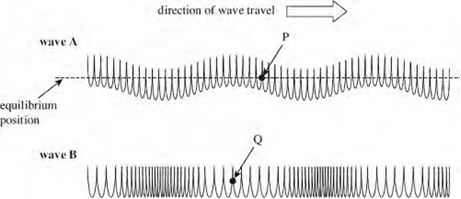 direction of wave travel
P
wave A
equilibrium
position
Q
wave B